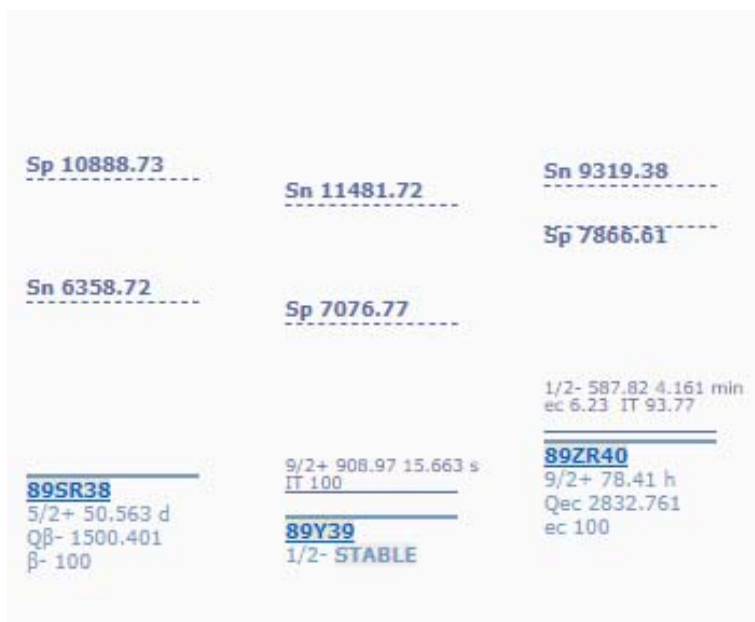 Sp 10888.73
Sn 6358.72
89SR38
5/2+ 50.563 d
Qβ- 1500.401
β- 100
Sn 11481.72
Sp 7076.77
9/2+ 908.97 15.663 s
IT 100
89Y39
1/2- STABLE
Sn 9319.38
Sp 7866.61
1/2- 587.82 4.161 min
ec 6.23 IT 93.77
89ZR40
9/2+ 78.41 h
Qec 2832.761
ec 100